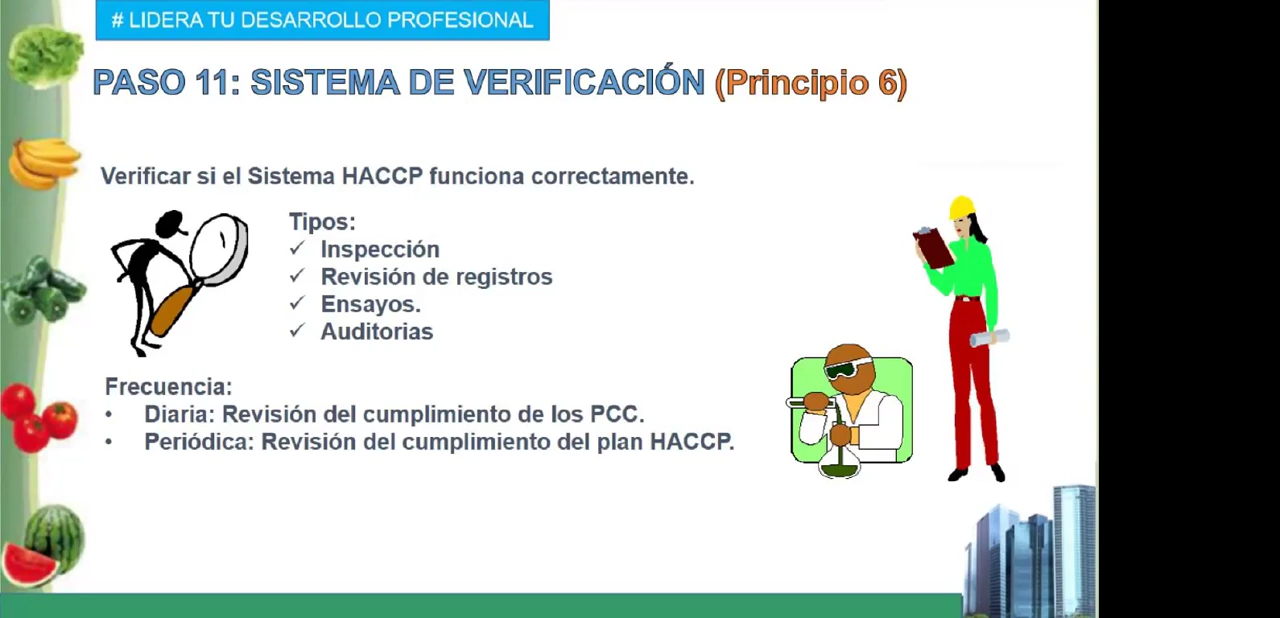 # LIDERA TU DESARROLLO PROFESIONAL
PASO 11: SISTEMA DE VERIFICACIÓN (Principio 6)
Verificar si el Sistema HACCP funciona correctamente.
Tipos:
✓ Inspección
✓ Revisión de registros
✓ Ensayos.
✓ Auditorias
Frecuencia:
• Diaria: Revisión del cumplimiento de los PCC.
• Periódica: Revisión del cumplimiento del plan HACCP.